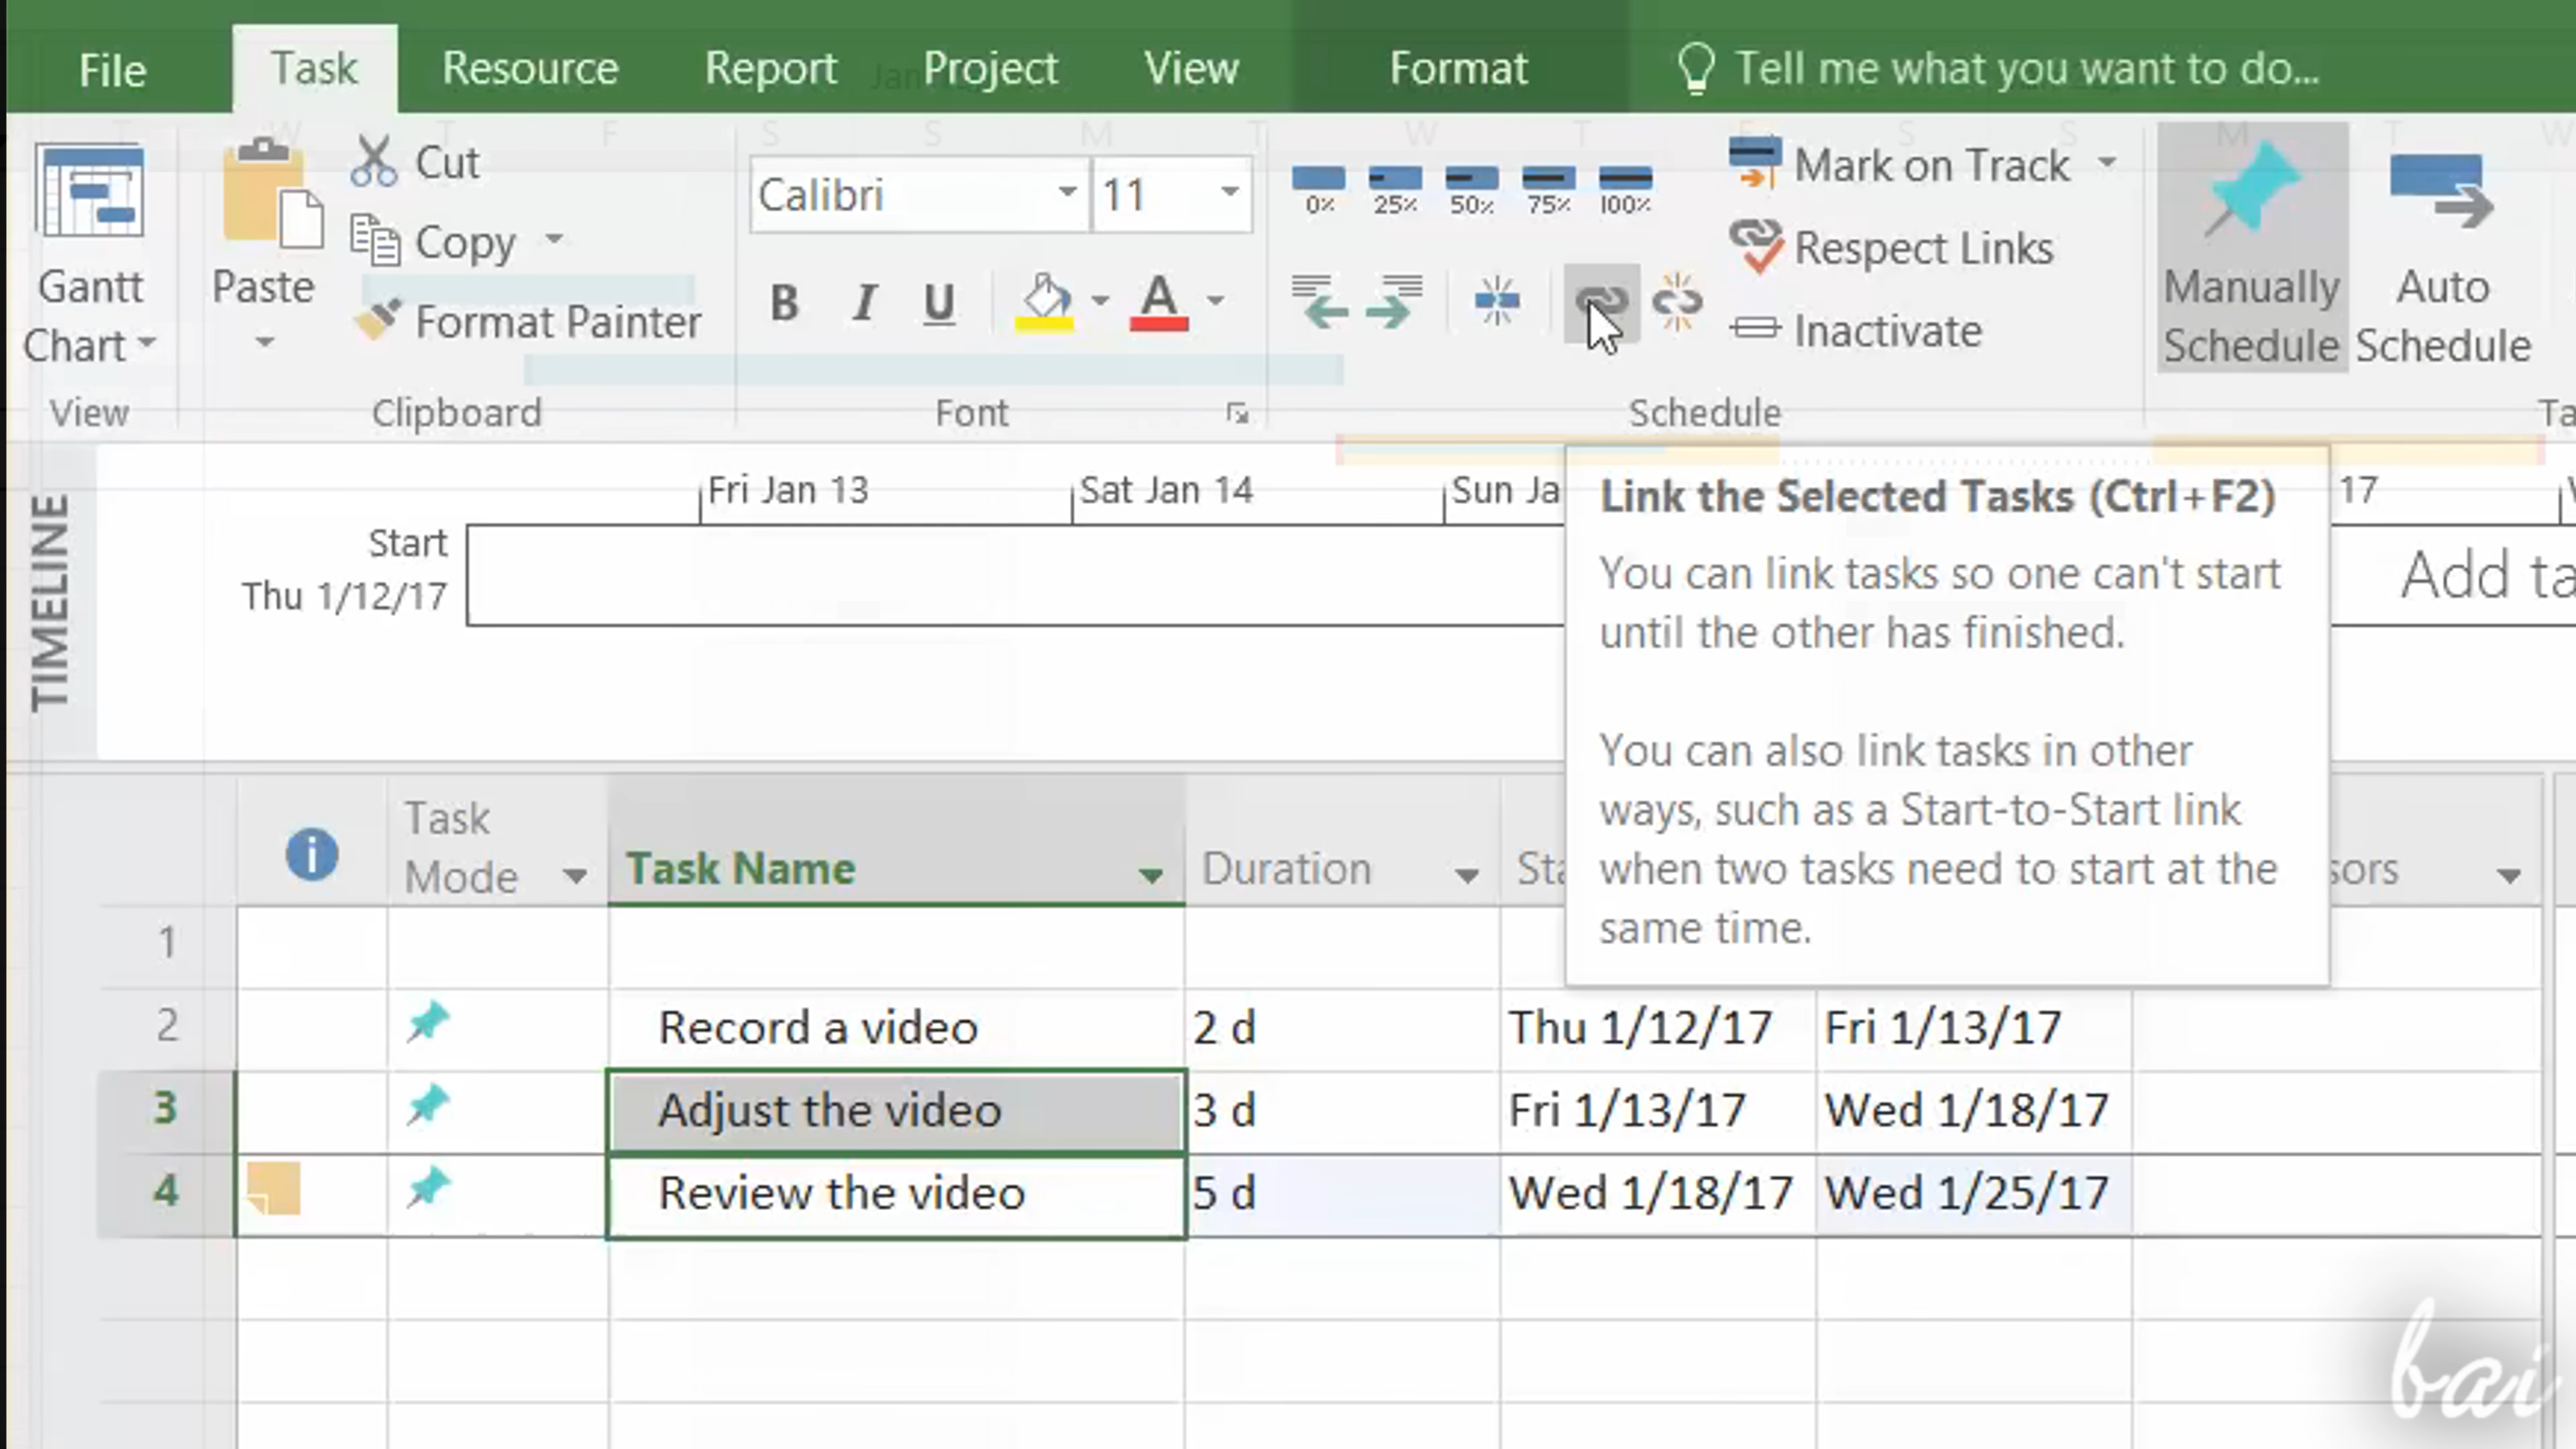 File Task Resource Report Project View Format Tell me what you want to do...
Cut
Copy
Format Painter
Paste
Gantt
Chart
Calibri 11
B I U A
0% 25% 50% 75% 100%
Mark on Track
Respect Links
Inactivate
Manually
Schedule
Auto
Schedule
View Clipboard Font Schedule Ta
TIMELINE
Fri Jan 13 Sat Jan 14 Sun Ja 17
Start
Thu 1/12/17
Add ta
Link the Selected Tasks (Ctrl+F2)
You can link tasks so one can't start
until the other has finished.
You can also link tasks in other
ways, such as a Start-to-Start link
when two tasks need to start at the
same time.
Task
Mode Task Name Duration Sta sors
1
2 Record a video 2 d Thu 1/12/17 Fri 1/13/17
3 Adjust the video 3 d Fri 1/13/17 Wed 1/18/17
4 Review the video 5 d Wed 1/18/17 Wed 1/25/17
bai